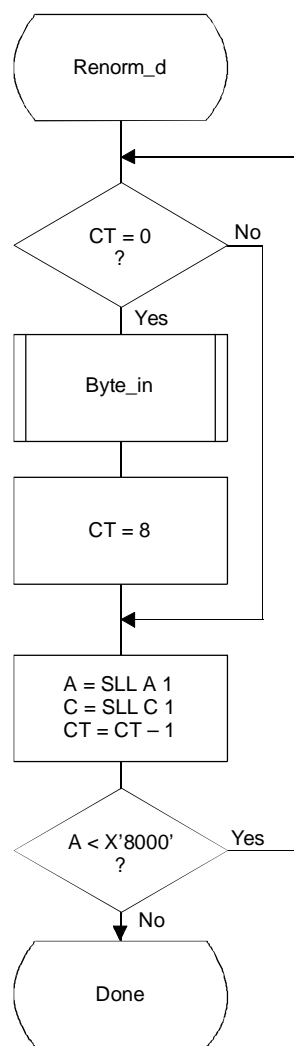 Renorm_d
CT = 0
?
No
Yes
Byte_in
CT = 8
A = SLL A 1
C = SLL C 1
CT = CT – 1
A < X'8000'
?
Yes
No
Done